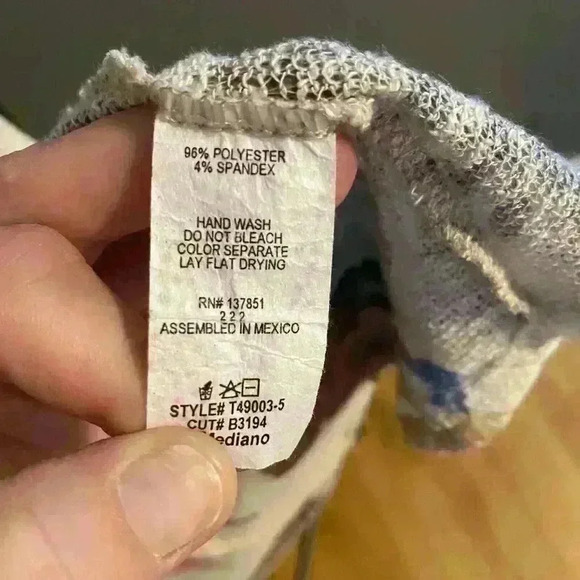 96% POLYESTER
4% SPANDEX
HAND WASH
DO NOT BLEACH
COLOR SEPARATE
LAY FLAT DRYING
RN# 137851
2 2 2
ASSEMBLED IN MEXICO
STYLE# T49003-5
CUT# B3194
Mediano